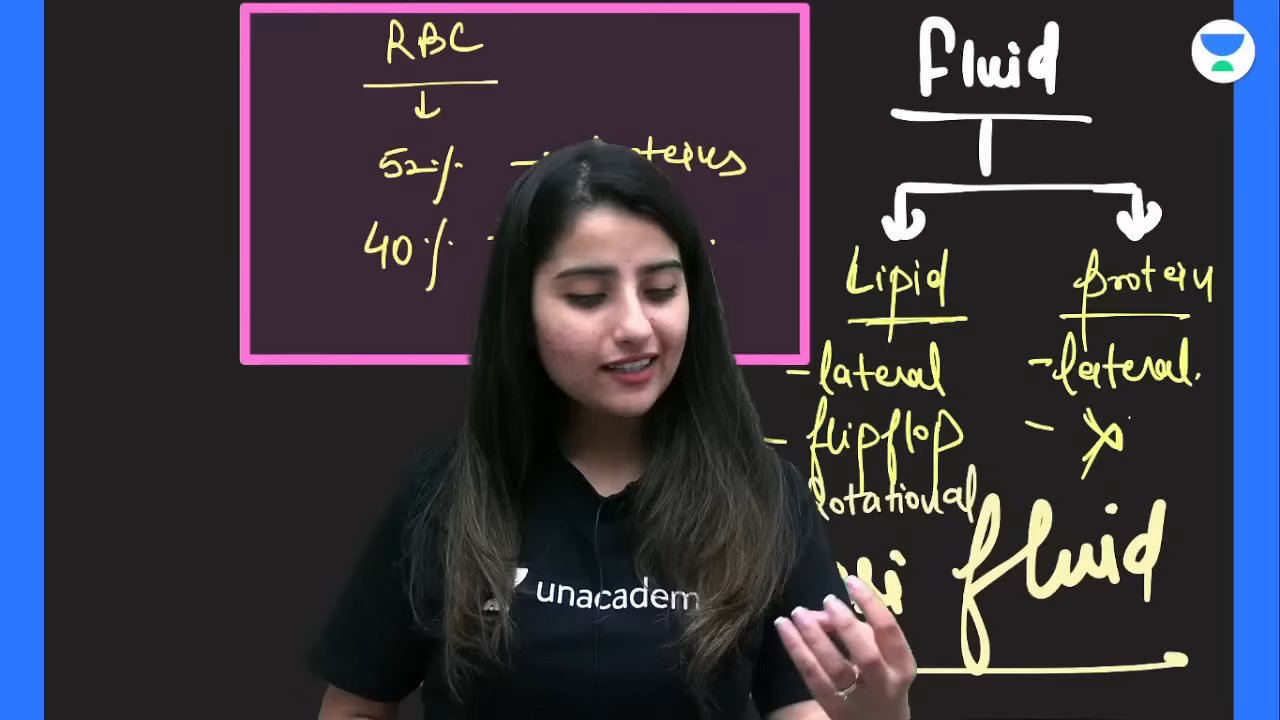 RBC
52%
40%
Fluid
Lipid
protein
- lateral
- lateral.
- flipflop
- x
Rotational
fluid
unacadem